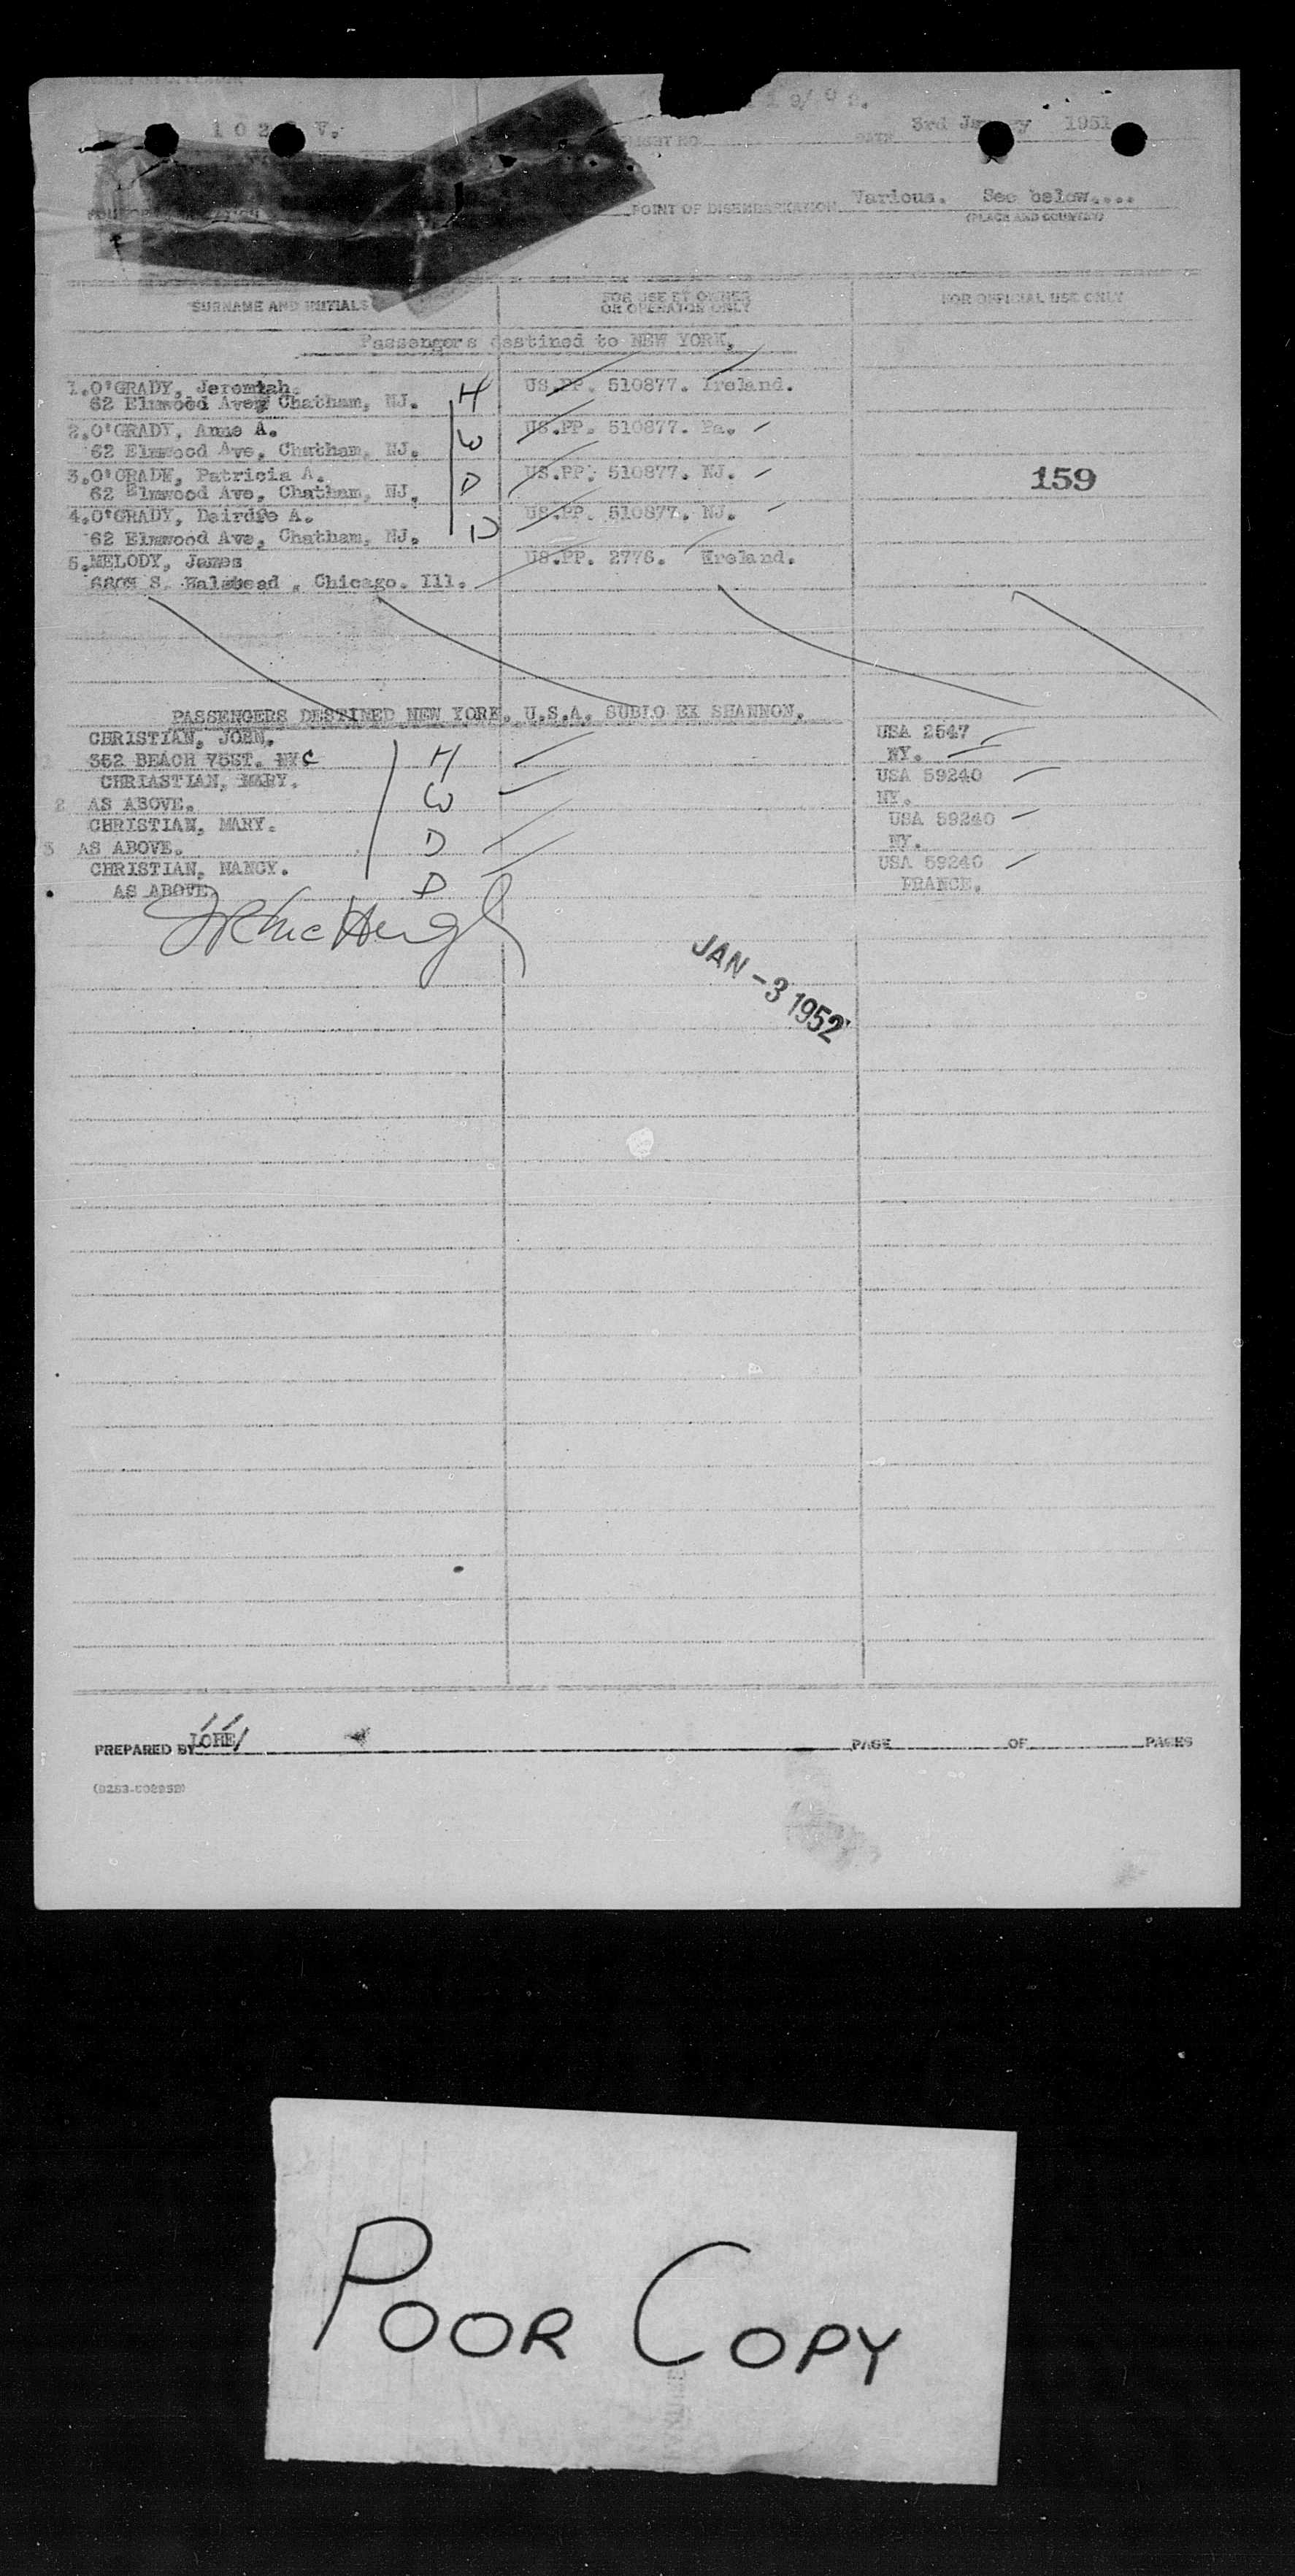 3rd January 1951
POINT OF DISEMBARKATION Various. See below....
(PLACE AND COUNTRY)
SURNAME AND INITIALS
FOR USE BY OWNER
OR OPERATOR ONLY
FOR OFFICIAL USE ONLY
Passengers destined to NEW YORK.
1.O'GRADY, Jeremiah. H US.PP. 510877. Ireland.
62 Elmwood Ave, Chatham, NJ.
2.O'GRADY, Anne A. W US.PP. 510877. Pa.
62 Elmwood Ave, Chatham, NJ.
3.O'GRADY, Patricia A. D US.PP. 510877. NJ.
62 Elmwood Ave, Chatham, NJ.
159
4.O'GRADY, Deirdre A. D US.PP. 510877. NJ.
62 Elmwood Ave, Chatham, NJ.
5.MELODY, James US.PP. 2776. Ireland.
S. Halstead , Chicago. Ill.
PASSENGERS DESTINED NEW YORK. U.S.A. SUBLO EX SHANNON.
CHRISTIAN, JOHN. USA 2547
352 BEACH ST. NYC H NY.
CHRIASTIAN, MARY. USA 59240
2 AS ABOVE. W NY.
CHRISTIAN, MARY. USA 59240
3 AS ABOVE. D NY.
CHRISTIAN, NANCY. USA 59240
AS ABOVE D FRANCE.
JAN -3 1952
PREPARED BY PAGE OF PAGES
POOR COPY